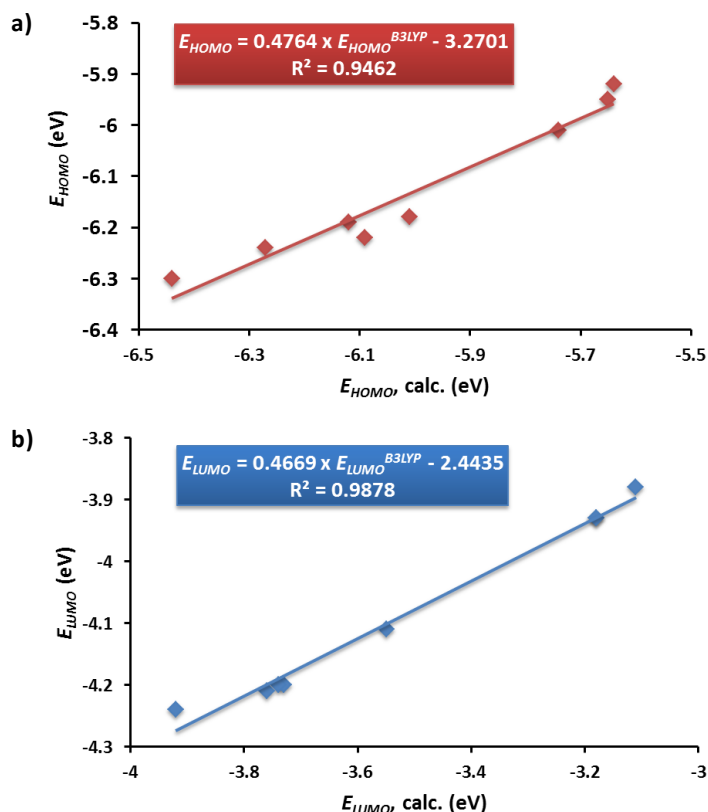 a)
E_HOMO = 0.4764 x E_HOMO^B3LYP - 3.2701
R² = 0.9462
-5.8
-5.9
-6
-6.1
-6.2
-6.3
-6.4
E_HOMO (eV)
-6.5 -6.3 -6.1 -5.9 -5.7 -5.5
E_HOMO, calc. (eV)
b)
E_LUMO = 0.4669 x E_LUMO^B3LYP - 2.4435
R² = 0.9878
-3.8
-3.9
-4
-4.1
-4.2
-4.3
E_LUMO (eV)
-4 -3.8 -3.6 -3.4 -3.2 -3
E_LUMO, calc. (eV)